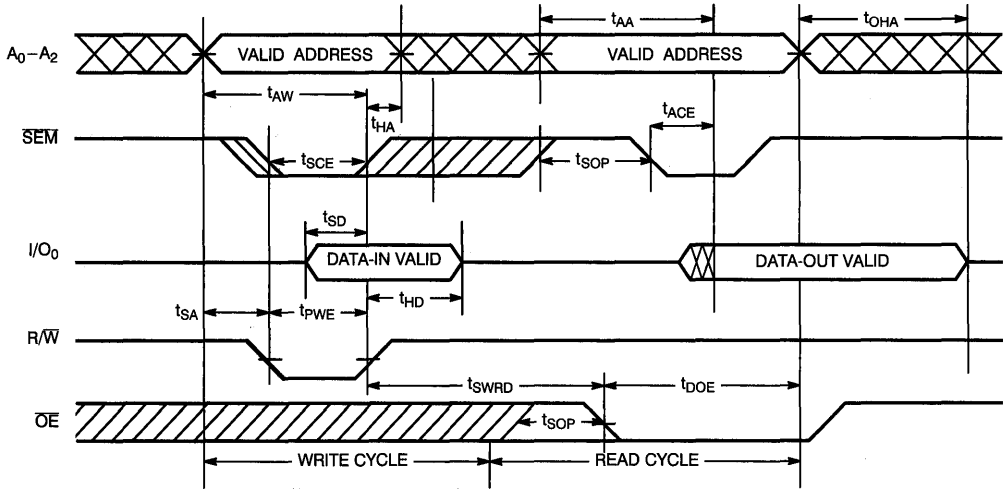 tAA
tOHA
A0–A2
VALID ADDRESS
VALID ADDRESS
tAW
tHA
tACE
SEM
tSCE
tSOP
tSD
I/O0
DATA-IN VALID
DATA-OUT VALID
tSA
tPWE
tHD
R/W
tSWRD
tDOE
OE
tSOP
WRITE CYCLE
READ CYCLE